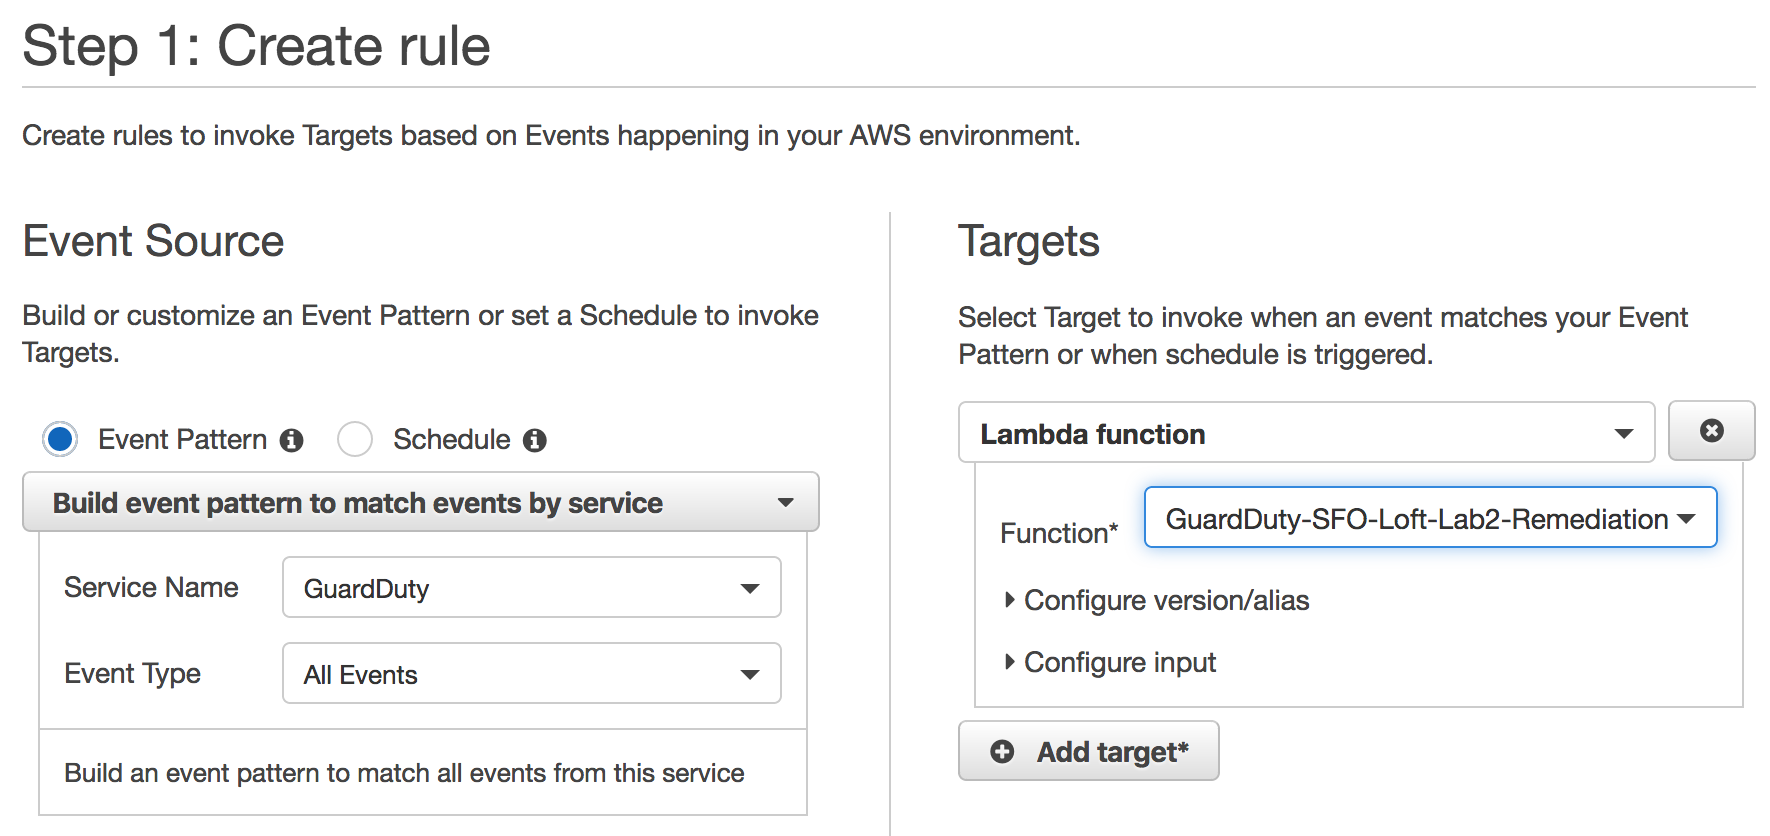 Step 1: Create rule
Create rules to invoke Targets based on Events happening in your AWS environment.
Event Source
Build or customize an Event Pattern or set a Schedule to invoke
Targets.
Event Pattern
Schedule
Build event pattern to match events by service
Service Name
GuardDuty
Event Type
All Events
Build an event pattern to match all events from this service
Targets
Select Target to invoke when an event matches your Event
Pattern or when schedule is triggered.
Lambda function
Function*
GuardDuty-SFO-Loft-Lab2-Remediation
Configure version/alias
Configure input
Add target*